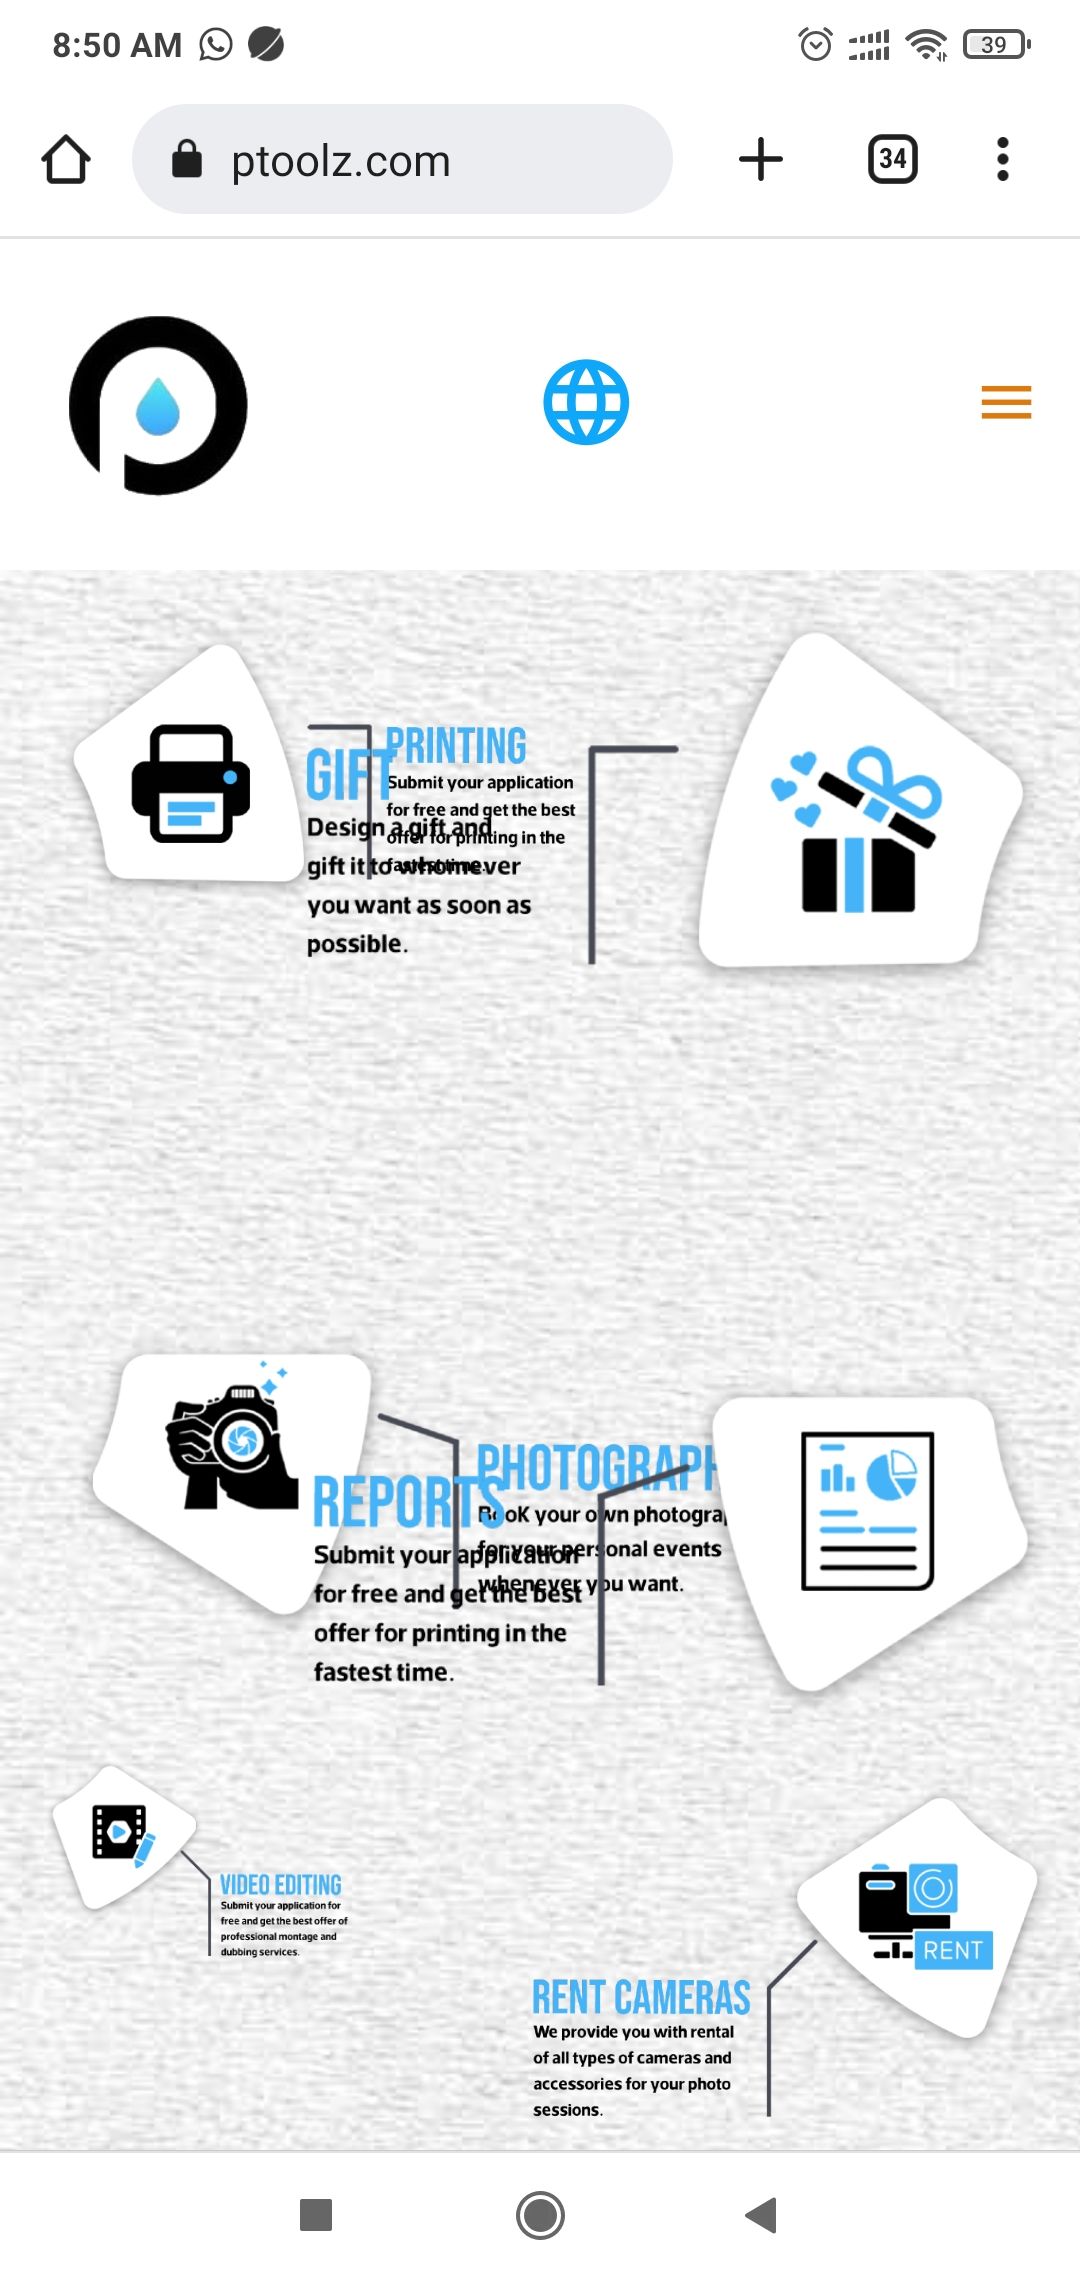 8:50 AM
39
ptoolz.com
34
PRINTING
Submit your application
for free and get the best
offer for printing in the
fastest time.
GIFT
Design a gift and
gift it to whomever
you want as soon as
possible.
PHOTOGRAPH
Book your own photogra
for your personal events
whenever you want.
REPORTS
Submit your application
for free and get the best
offer for printing in the
fastest time.
VIDEO EDITING
Submit your application for
free and get the best offer of
professional montage and
dubbing services.
RENT
RENT CAMERAS
We provide you with rental
of all types of cameras and
accessories for your photo
sessions.